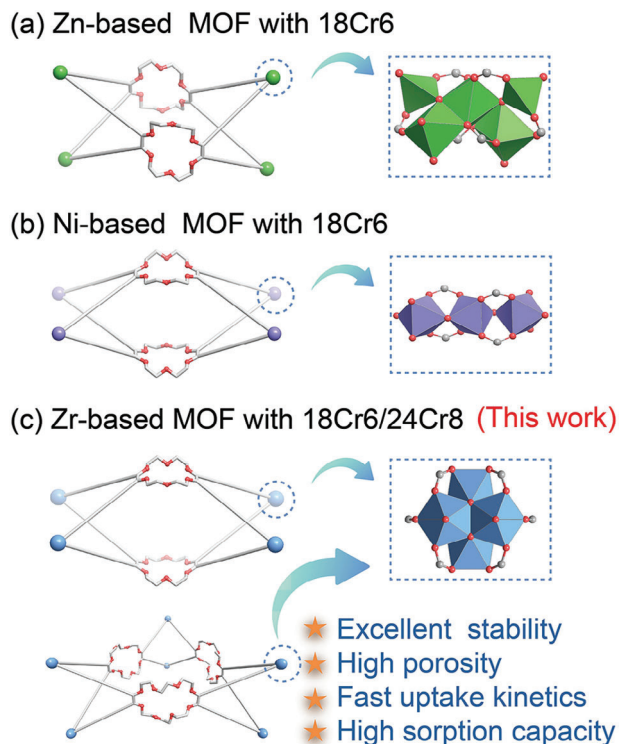 (a) Zn-based MOF with 18Cr6
(b) Ni-based MOF with 18Cr6
(c) Zr-based MOF with 18Cr6/24Cr8 (This work)
Excellent stability
High porosity
Fast uptake kinetics
High sorption capacity